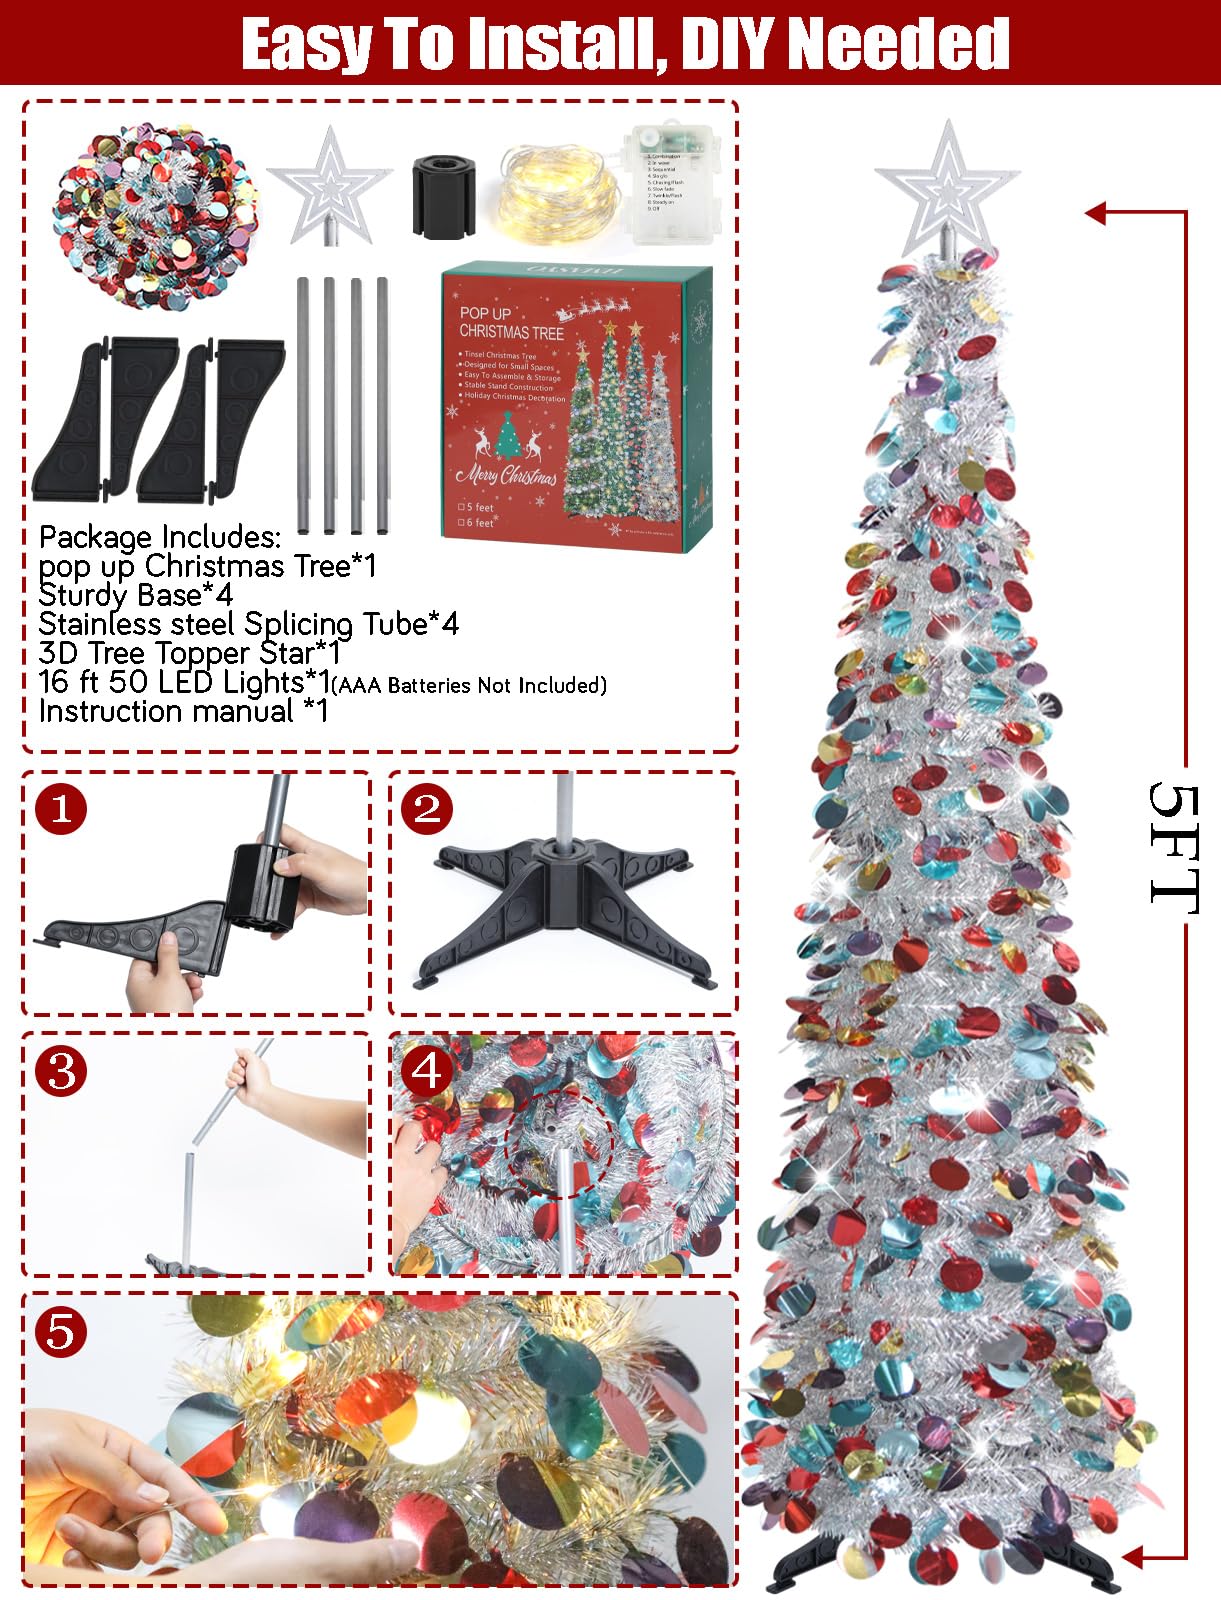 Easy To Install, DIY Needed
1.Combination
2.In wave
3.Sequential
4.Slo glo
5.Chasing/Flash
6.Slow fade
7.Twinkle/Flash
8.Steady on
9.Off
POP UP
CHRISTMAS TREE
• Tinsel Christmas Tree
• Designed for Small Spaces
• Easy To Assemble & Storage
• Stable Stand Construction
• Holiday Christmas Decoration
Merry Christmas
□ 5 feet
□ 6 feet
Merry Christmas
Package Includes:
pop up Christmas Tree*1
Sturdy Base*4
Stainless steel Splicing Tube*4
3D Tree Topper Star*1
16 ft 50 LED Lights*1(AAA Batteries Not Included)
Instruction manual *1
1
2
3
4
5
5FT